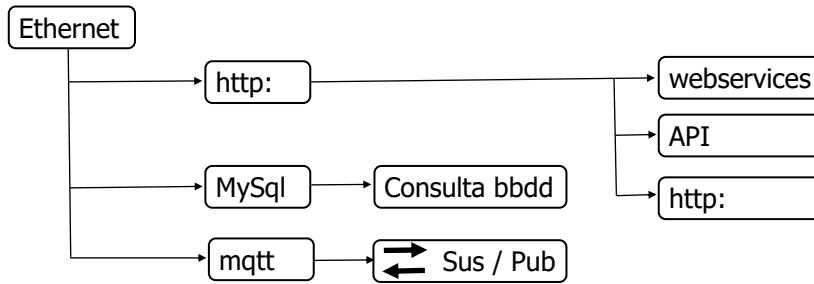 Ethernet
http:
webservices
API
http:
MySql
Consulta bbdd
mqtt
Sus / Pub